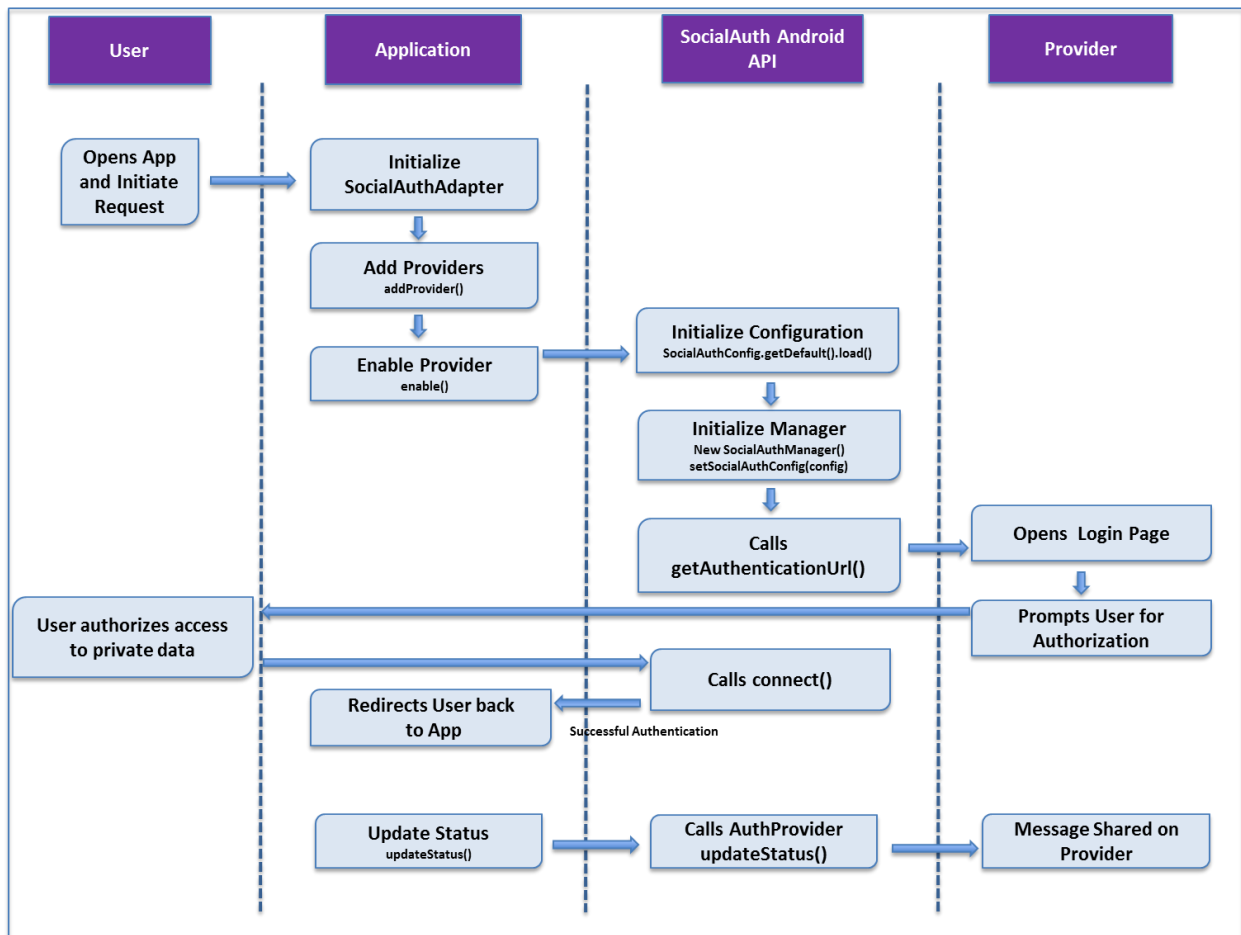 User
Application
SocialAuth Android
API
Provider
Opens App
and Initiate
Request
Initialize
SocialAuthAdapter
Add Providers
addProvider()
Enable Provider
enable()
Initialize Configuration
SocialAuthConfig.getDefault().load()
Initialize Manager
New SocialAuthManager()
setSocialAuthConfig(config)
Calls
getAuthenticationUrl()
Opens Login Page
Prompts User for
Authorization
User authorizes access
to private data
Calls connect()
Redirects User back
to App
Successful Authentication
Update Status
updateStatus()
Calls AuthProvider
updateStatus()
Message Shared on
Provider